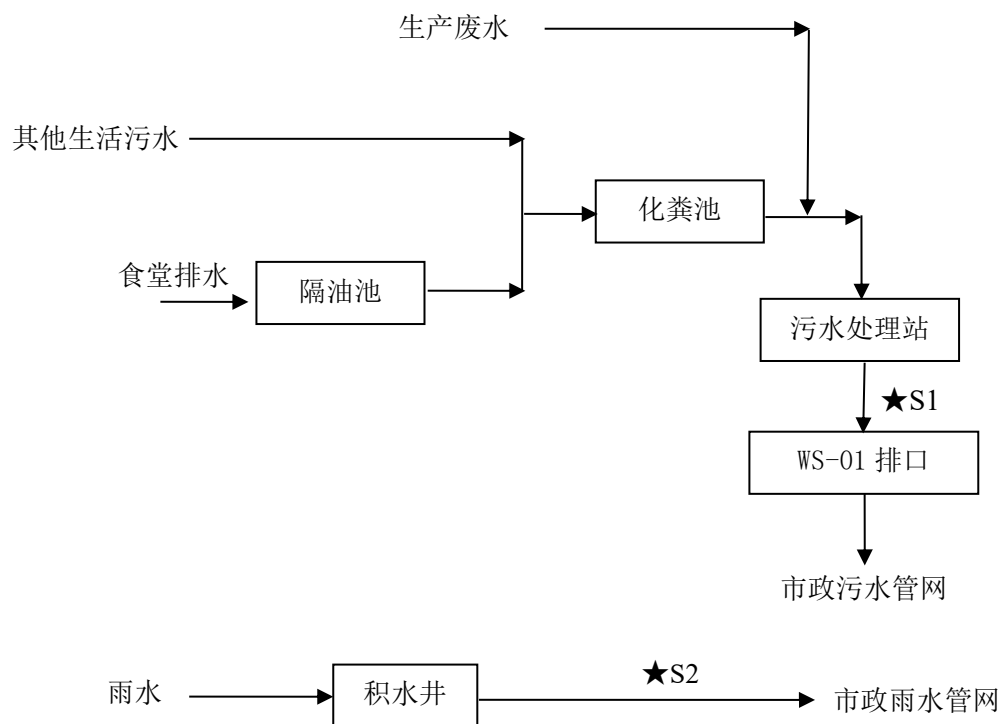 生产废水
其他生活污水
化粪池
食堂排水
隔油池
污水处理站
★S1
WS-01 排口
市政污水管网
★S2
雨水
积水井
市政雨水管网